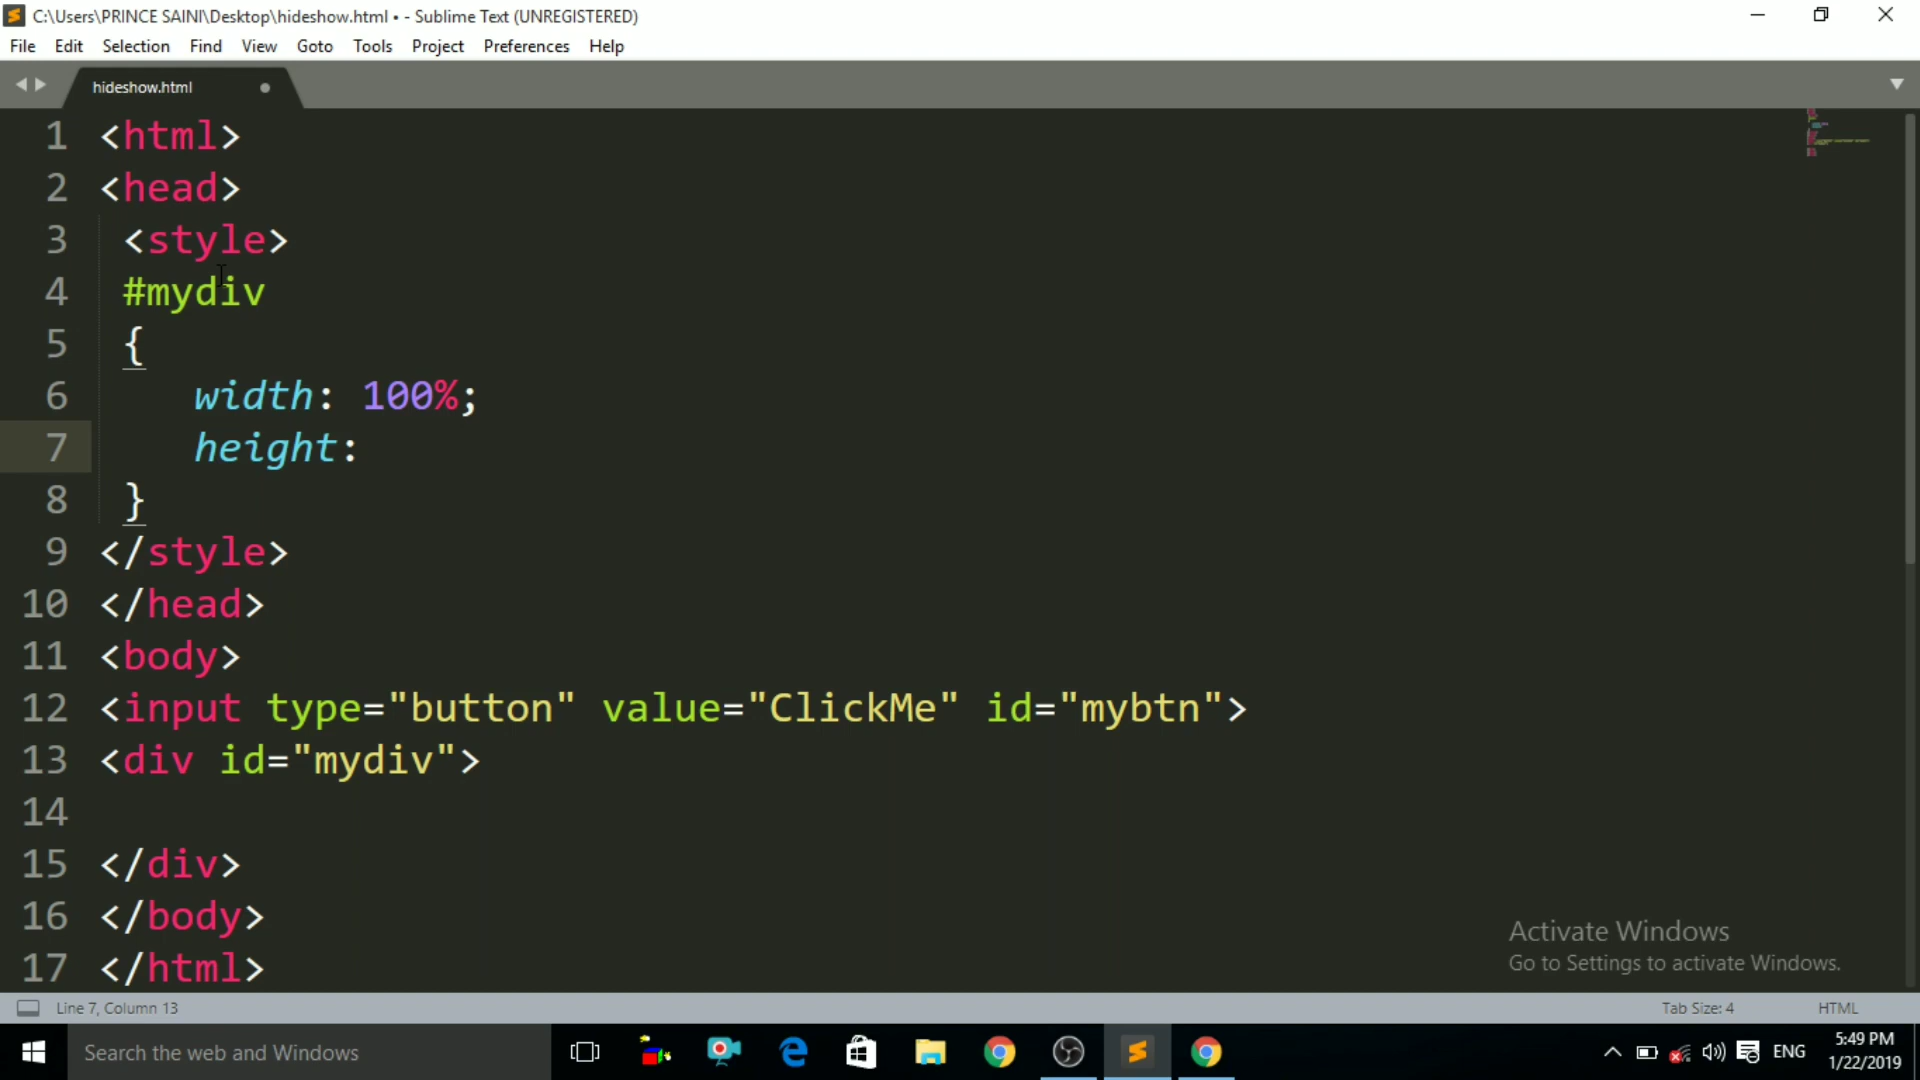 C:\Users\PRINCE SAINI\Desktop\hideshow.html • - Sublime Text (UNREGISTERED)
File Edit Selection Find View Goto Tools Project Preferences Help
hideshow.html
1 <html>
2 <head>
3 <style>
4 #mydiv
5 {
6 width: 100%;
7 height:
8 }
9 </style>
10 </head>
11 <body>
12 <input type="button" value="ClickMe" id="mybtn">
13 <div id="mydiv">
14
15 </div>
16 </body>
17 </html>
Activate Windows
Go to Settings to activate Windows.
Line 7, Column 13 Tab Size: 4 HTML
Search the web and Windows ENG 5:49 PM
1/22/2019